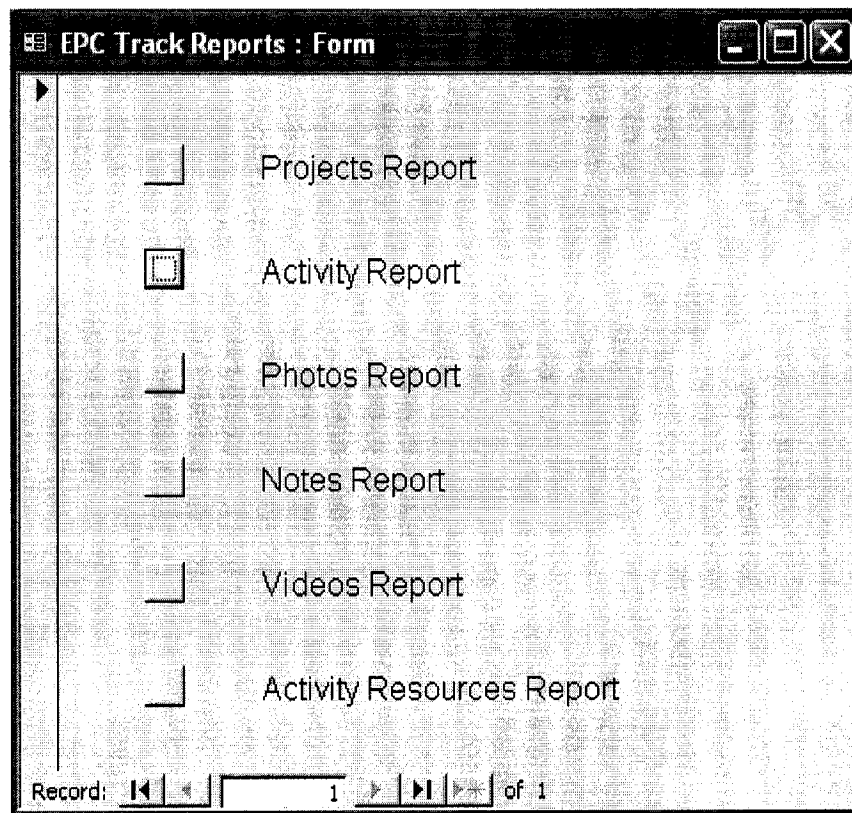 EPC Track Reports : Form
Projects Report
Activity Report
Photos Report
Notes Report
Videos Report
Activity Resources Report
Record: 1 of 1